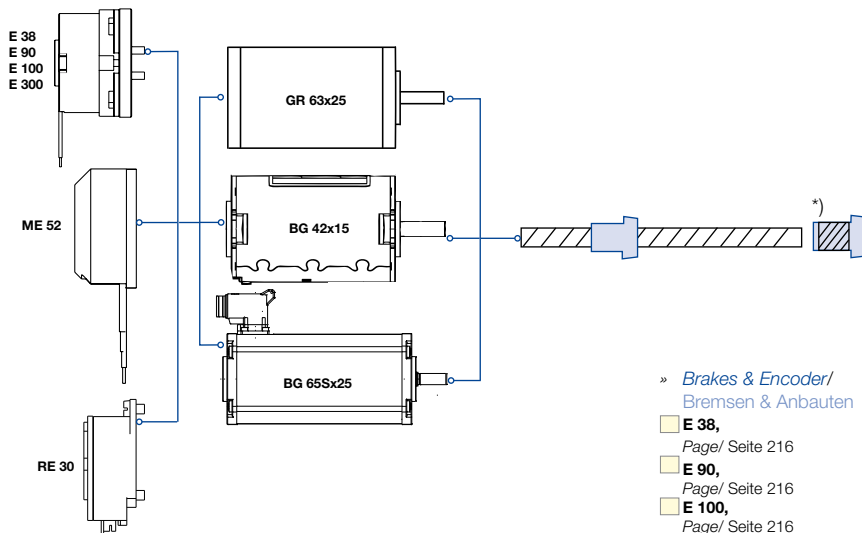 E 38
E 90
E 100
E 300
GR 63x25
ME 52
BG 42x15
*)
BG 65Sx25
RE 30
» Brakes & Encoder/
Bremsen & Anbauten
E 38,
Page/ Seite 216
E 90,
Page/ Seite 216
E 100,
Page/ Seite 216